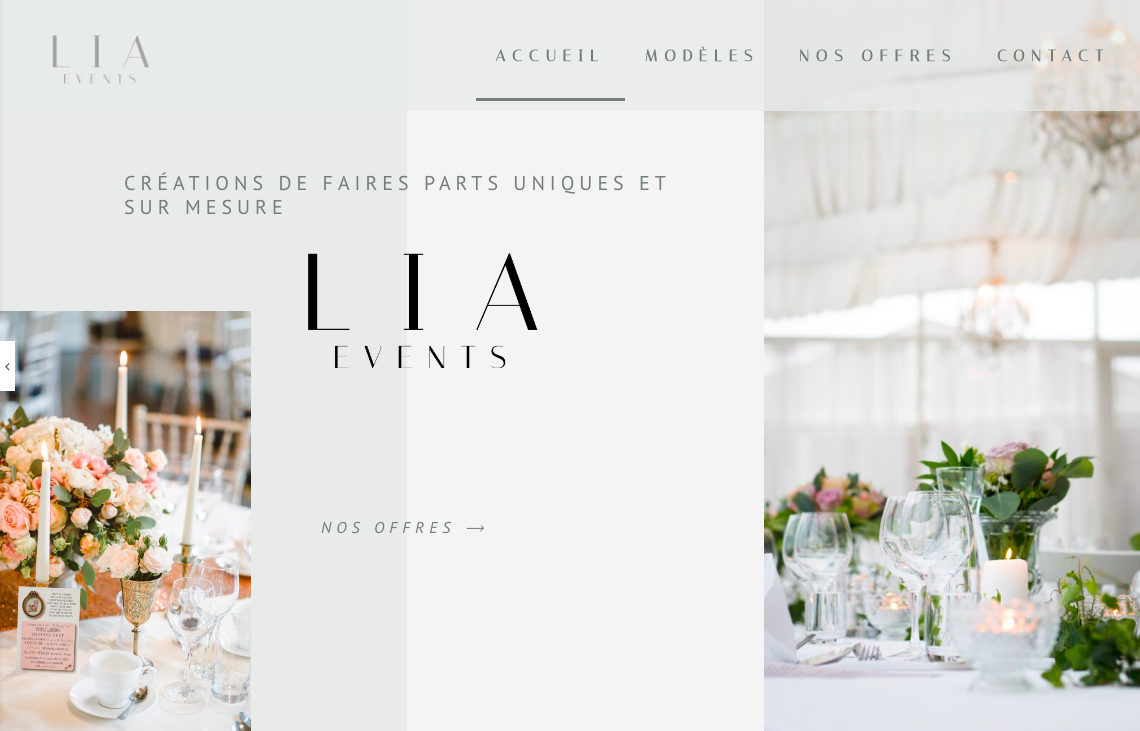 LIA
EVENTS
ACCUEIL MODÈLES NOS OFFRES CONTACT
CRÉATIONS DE FAIRES PARTS UNIQUES ET
SUR MESURE
LIA
EVENTS
NOS OFFRES →